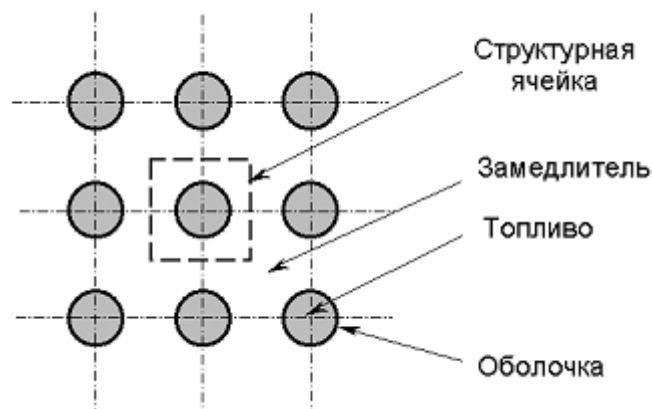 Структурная
ячейка
Замедлитель
Топливо
Оболочка